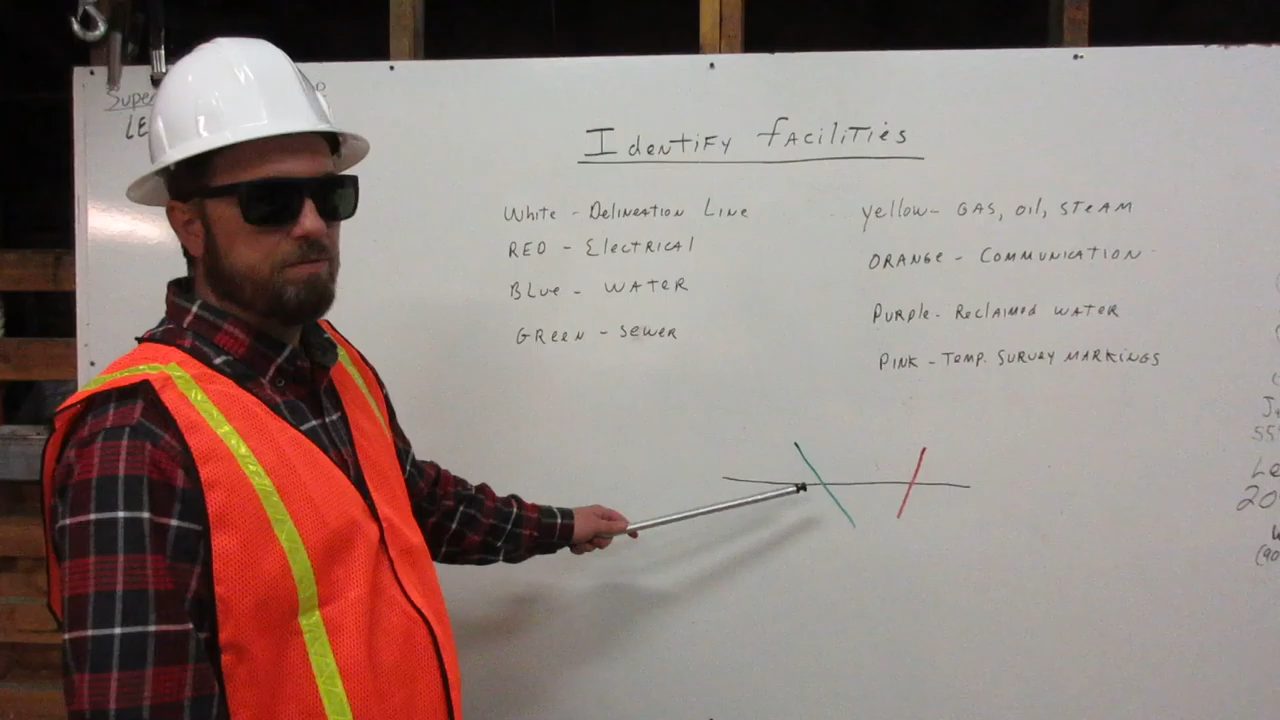 Identify Facilities
White - Delineation Line
RED - Electrical
Blue - Water
Green - Sewer
Yellow - Gas, Oil, Steam
Orange - Communication
Purple - Reclaimed Water
Pink - Temp. Survey Markings